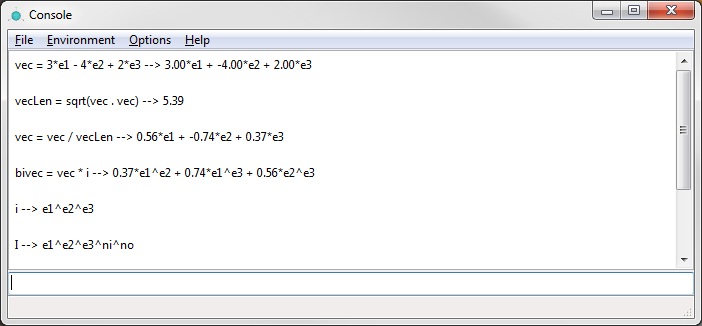 Console
File Environment Options Help
vec = 3*e1 - 4*e2 + 2*e3 --> 3.00*e1 + -4.00*e2 + 2.00*e3
vecLen = sqrt(vec . vec) --> 5.39
vec = vec / vecLen --> 0.56*e1 + -0.74*e2 + 0.37*e3
bivec = vec * i --> 0.37*e1^e2 + 0.74*e1^e3 + 0.56*e2^e3
i --> e1^e2^e3
I --> e1^e2^e3^ni^no